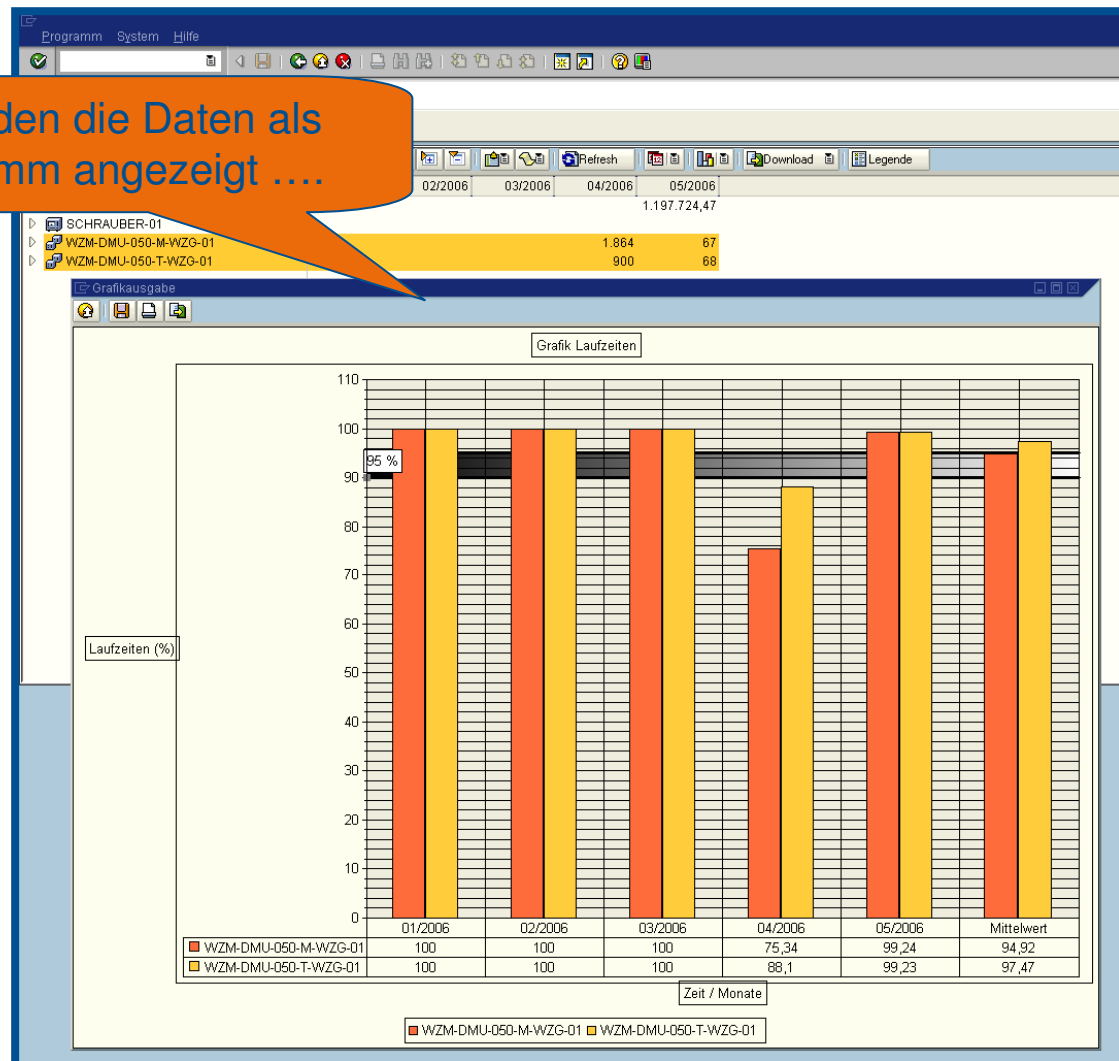 Programm System Hilfe
den die Daten als
mm angezeigt ....
Refresh Download Legende
02/2006 03/2006 04/2006 05/2006
1.197.724,47
SCHRAUBER-01
WZM-DMU-050-M-WZG-01 1.864 67
WZM-DMU-050-T-WZG-01 900 68
Grafikausgabe
Grafik Laufzeiten
110
100
95 %
90
80
70
60
Laufzeiten (%)
50
40
30
20
10
0
01/2006 02/2006 03/2006 04/2006 05/2006 Mittelwert
WZM-DMU-050-M-WZG-01 100 100 100 75,34 99,24 94,92
WZM-DMU-050-T-WZG-01 100 100 100 88,1 99,23 97,47
Zeit / Monate
WZM-DMU-050-M-WZG-01 WZM-DMU-050-T-WZG-01